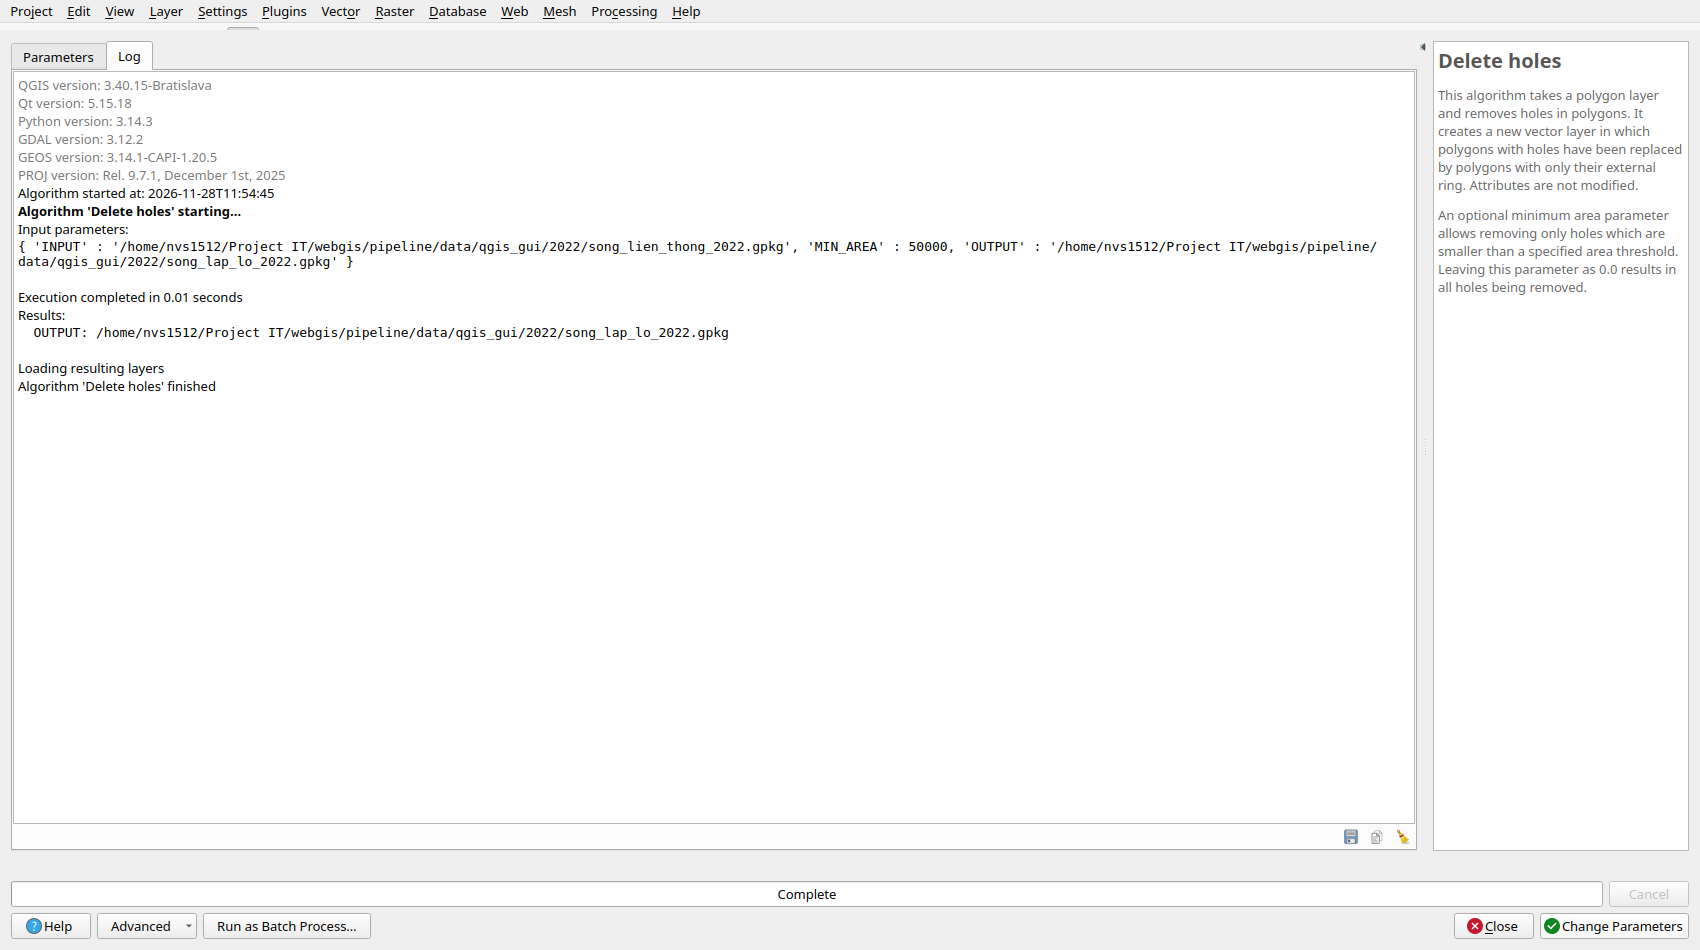 Project Edit View Layer Settings Plugins Vector Raster Database Web Mesh Processing Help
Parameters Log
QGIS version: 3.40.15-Bratislava
Qt version: 5.15.18
Python version: 3.14.3
GDAL version: 3.12.2
GEOS version: 3.14.1-CAPI-1.20.5
PROJ version: Rel. 9.7.1, December 1st, 2025
Algorithm started at: 2026-11-28T11:54:45
Algorithm 'Delete holes' starting...
Input parameters:
{ 'INPUT' : '/home/nvs1512/Project IT/webgis/pipeline/data/qgis_gui/2022/song_lien_thong_2022.gpkg', 'MIN_AREA' : 50000, 'OUTPUT' : '/home/nvs1512/Project IT/webgis/pipeline/
data/qgis_gui/2022/song_lap_lo_2022.gpkg' }
Execution completed in 0.01 seconds
Results:
OUTPUT: /home/nvs1512/Project IT/webgis/pipeline/data/qgis_gui/2022/song_lap_lo_2022.gpkg
Loading resulting layers
Algorithm 'Delete holes' finished
Delete holes
This algorithm takes a polygon layer
and removes holes in polygons. It
creates a new vector layer in which
polygons with holes have been replaced
by polygons with only their external
ring. Attributes are not modified.
An optional minimum area parameter
allows removing only holes which are
smaller than a specified area threshold.
Leaving this parameter as 0.0 results in
all holes being removed.
Complete Cancel
Help Advanced Run as Batch Process... Close Change Parameters